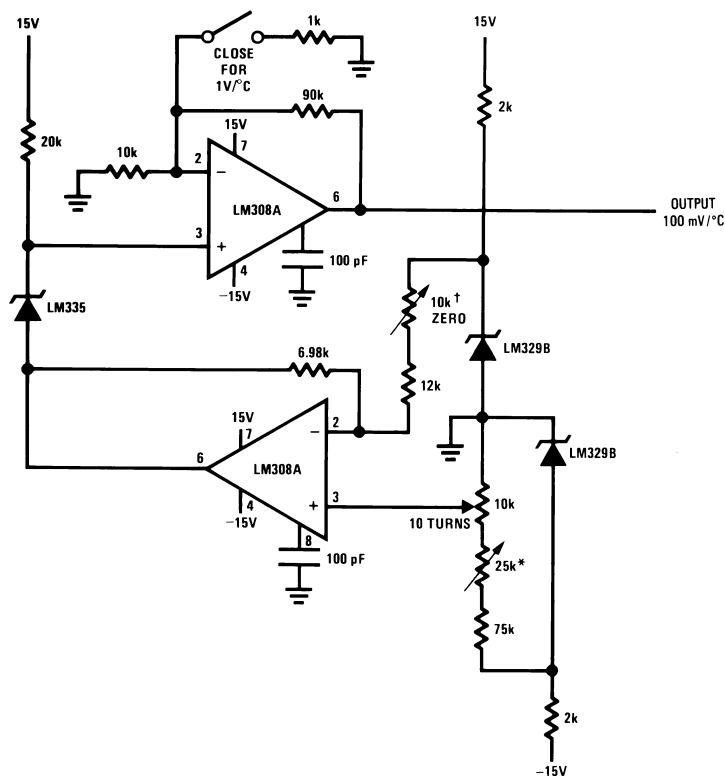 15V
1k
15V
CLOSE
FOR
1V/°C
90k
2k
20k
15V
10k
2
7
−
LM308A
6
OUTPUT
100 mV/°C
3
+
4
100 pF
−15V
LM335
10k†
ZERO
LM329B
6.98k
12k
15V
2
7
−
LM329B
6
LM308A
4
+
3
10k
−15V
10 TURNS
8
100 pF
25k*
75k
2k
−15V